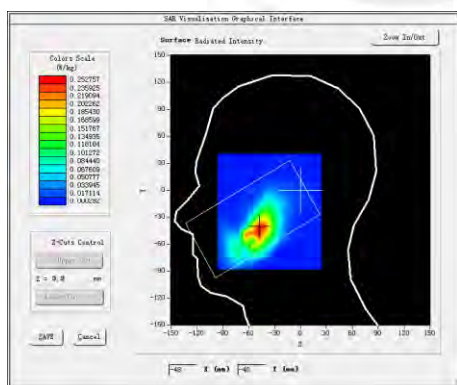 SAR Visualisation Graphical Interface
Surface Radiated Intensity
Zoom In/Out
Colors Scale
(W/kg)
0.252757
0.235925
0.219094
0.202262
0.185430
0.168599
0.151767
0.134935
0.118104
0.101272
0.084440
0.067609
0.050777
0.033945
0.017114
0.000282
Z-Cuts Control
Z = 0.0 mm
SAVE
Cancel
150
120
90
60
30
0
-30
-60
-90
-120
-150
Y
-150 -120 -90 -60 -30 0 30 60 90 120 150
X
-48 X (mm) -40 Y (mm)